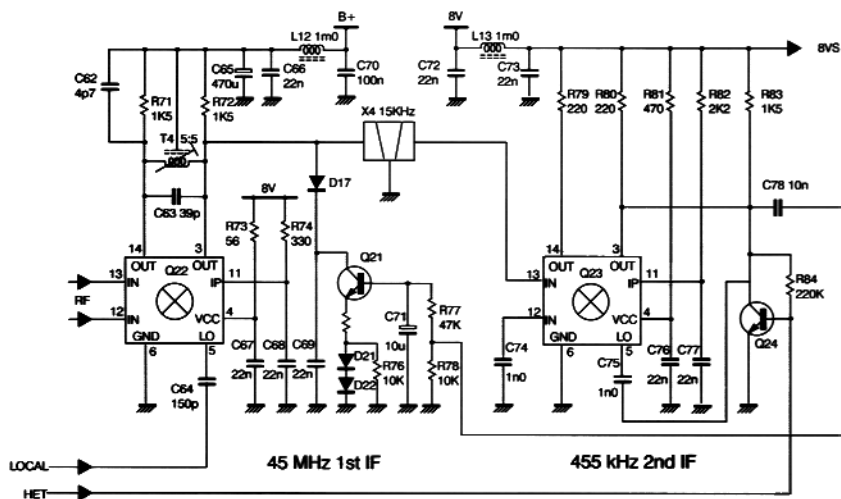 B+
L12 1m0
8V
L13 1m0
8VS
C62
4p7
C65
470u
C66
22n
C70
100n
C72
22n
C73
22n
R71
1K5
R72
1K5
R79
220
R80
220
R81
470
R82
2K2
R83
1K5
T4 5:5
X4 15KHz
C63 39p
D17
8V
R73
56
R74
330
C78 10n
14
3
OUT
Q22
OUT
13
IN
IP
11
RF
12
IN
VCC
4
GND
LO
6
5
Q21
C71
10u
R77
47K
R78
10K
14
3
OUT
Q23
OUT
13
IN
IP
11
12
IN
VCC
4
GND
LO
6
5
R84
220K
Q24
C67
22n
C68
22n
C69
22n
D21
D22
R76
10K
C74
1n0
C75
1n0
C76
22n
C77
22n
C64
150p
LOCAL
45 MHz 1st IF
455 kHz 2nd IF
HET